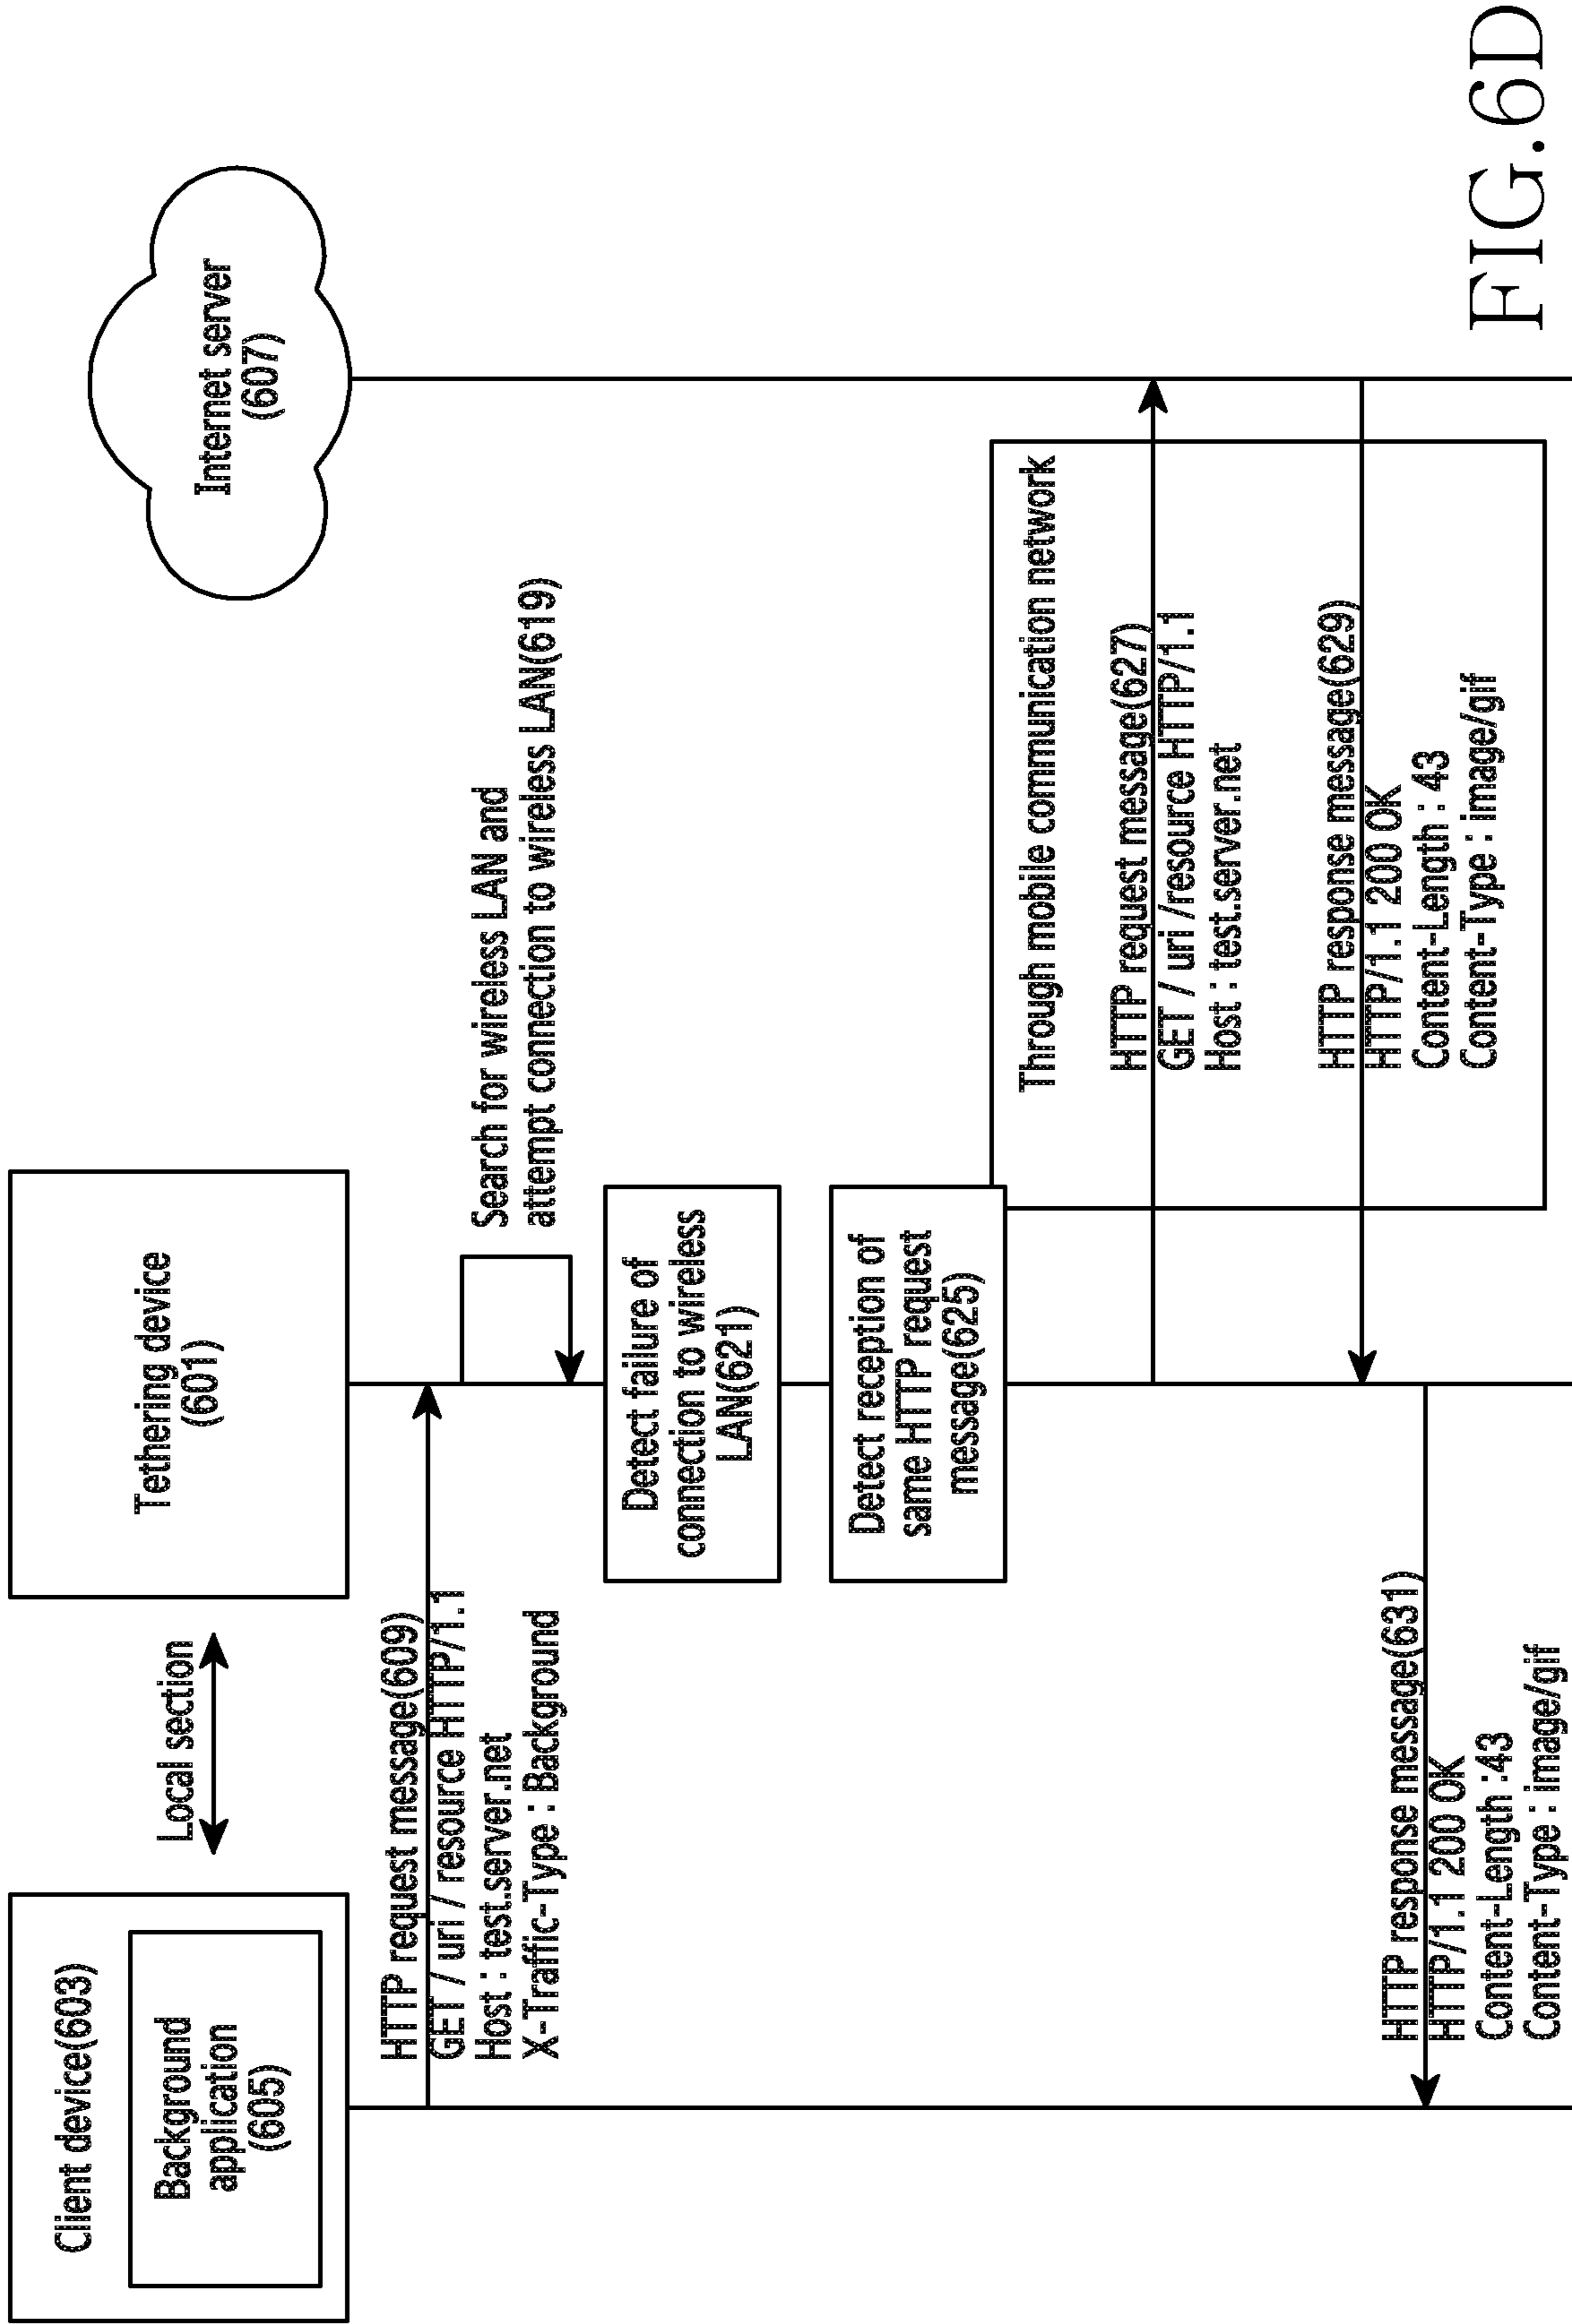 Client device(603)
Background
application
(605)
Local section
Tethering device
(601)
Internet server
(607)
HTTP request message(609)
GET / uri / resource HTTP/1.1
Host : test.server.net
X-Traffic-Type : Background
Search for wireless LAN and
attempt connection to wireless LAN(619)
Detect failure of
connection to wireless
LAN(621)
Detect reception of
same HTTP request
message(625)
Through mobile communication network
HTTP request message(627)
GET / uri /resource HTTP/1.1
Host : test.server.net
HTTP response message(629)
HTTP/1.1 200 OK
Content-Length : 43
Content-Type : image/gif
HTTP response message(631)
HTTP/1.1 200 OK
Content-Length :43
Content-Type : image/gif
FIG.6D